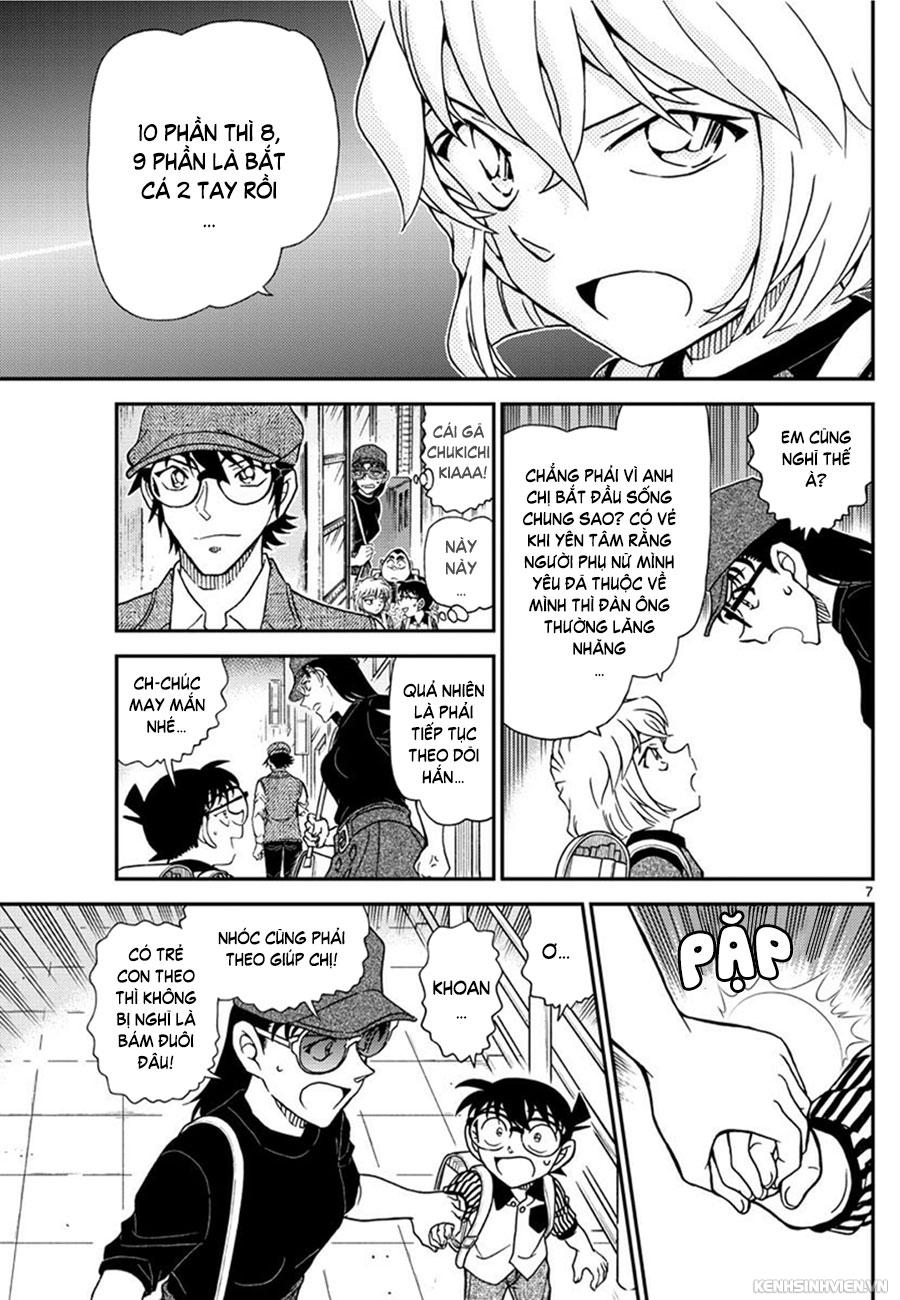 10 PHẦN THÌ 8,
9 PHẦN LÀ BẮT
CÁ 2 TAY RỒI
...
EM CŨNG
NGHĨ THẾ
À?
CHẲNG PHẢI VÌ ANH
CHỊ BẮT ĐẦU SỐNG
CHUNG SAO? CÓ VẺ
KHI YÊN TÂM RẰNG
NGƯỜI PHỤ NỮ MÌNH
YÊU ĐÃ THUỘC VỀ
MÌNH THÌ ĐÀN ÔNG
THƯỜNG LĂNG
NHĂNG
...
CÁI GÃ
CHUKICHI
KIAAA!
NÀY
NÀY
...
QUẢ NHIÊN
LÀ PHẢI
TIẾP TỤC
THEO DÕI
HẮN...
CH-CHÚC
MAY MẮN
NHÉ...
7
PẶP
Ơ...
KHOAN
...
NHÓC CŨNG PHẢI
THEO GIÚP CHỊ!
CÓ TRẺ
CON THEO
THÌ KHÔNG
BỊ NGHĨ LÀ
BÁM ĐUÔI
ĐÂU!
KENHSINHVIEN.VN